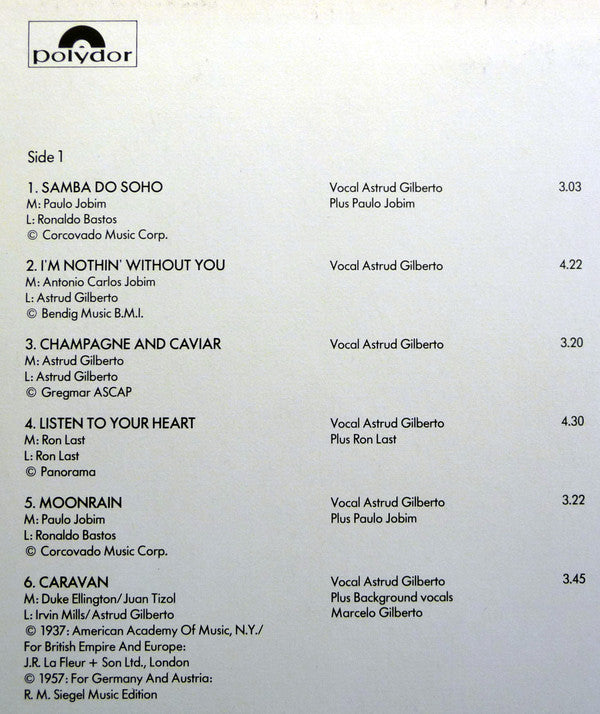 polydor
Side 1
1. SAMBA DO SOHO Vocal Astrud Gilberto 3.03
M: Paulo Jobim Plus Paulo Jobim
L: Ronaldo Bastos
© Corcovado Music Corp.
2. I'M NOTHIN' WITHOUT YOU Vocal Astrud Gilberto 4.22
M: Antonio Carlos Jobim
L: Astrud Gilberto
© Bendig Music B.M.I.
3. CHAMPAGNE AND CAVIAR Vocal Astrud Gilberto 3.20
M: Astrud Gilberto
L: Astrud Gilberto
© Gregmar ASCAP
4. LISTEN TO YOUR HEART Vocal Astrud Gilberto 4.30
M: Ron Last Plus Ron Last
L: Ron Last
© Panorama
5. MOONRAIN Vocal Astrud Gilberto 3.22
M: Paulo Jobim Plus Paulo Jobim
L: Ronaldo Bastos
© Corcovado Music Corp.
6. CARAVAN Vocal Astrud Gilberto 3.45
M: Duke Ellington/Juan Tizol Plus Background vocals
L: Irvin Mills/Astrud Gilberto Marcelo Gilberto
© 1937: American Academy Of Music, N.Y./
For British Empire And Europe:
J.R. La Fleur + Son Ltd., London
© 1957: For Germany And Austria:
R. M. Siegel Music Edition